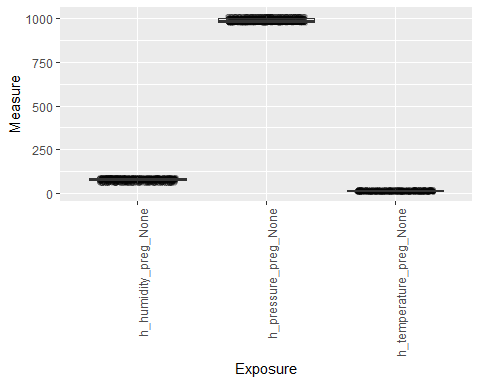 1000
750
500
250
0
Measure
h_humidity_preg_None
h_pressure_preg_None
h_temperature_preg_None
Exposure